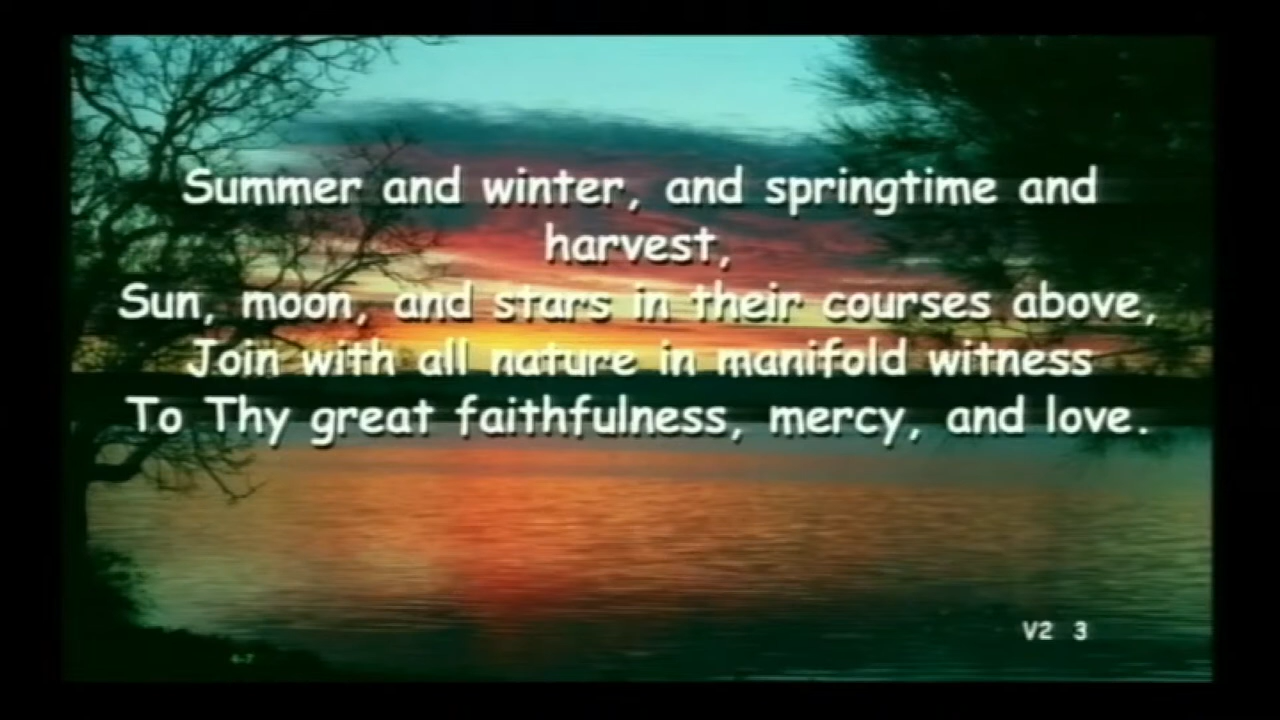 Summer and winter, and springtime and
harvest,
Sun, moon, and stars in their courses above,
Join with all nature in manifold witness
To Thy great faithfulness, mercy, and love.
V2 3